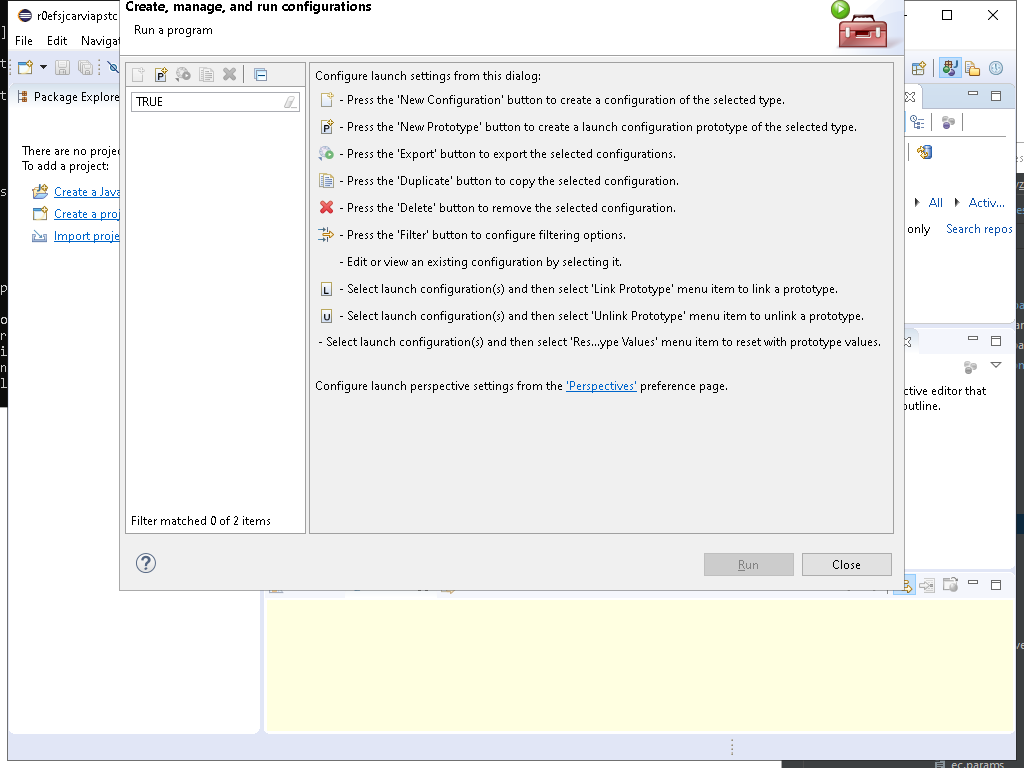 Create, manage, and run configurations
r0efsjcarviapstc
Run a program
File Edit Navigat
Package Explore
TRUE
Configure launch settings from this dialog:
- Press the 'New Configuration' button to create a configuration of the selected type.
- Press the 'New Prototype' button to create a launch configuration prototype of the selected type.
- Press the 'Export' button to export the selected configurations.
- Press the 'Duplicate' button to copy the selected configuration.
- Press the 'Delete' button to remove the selected configuration.
- Press the 'Filter' button to configure filtering options.
- Edit or view an existing configuration by selecting it.
- Select launch configuration(s) and then select 'Link Prototype' menu item to link a prototype.
- Select launch configuration(s) and then select 'Unlink Prototype' menu item to unlink a prototype.
- Select launch configuration(s) and then select 'Res...ype Values' menu item to reset with prototype values.
Configure launch perspective settings from the 'Perspectives' preference page.
There are no projec
To add a project:
Create a Java
Create a proj
Import proje
All Activ...
only Search repos
ctive editor that
outline.
Filter matched 0 of 2 items
Run Close
ec.params